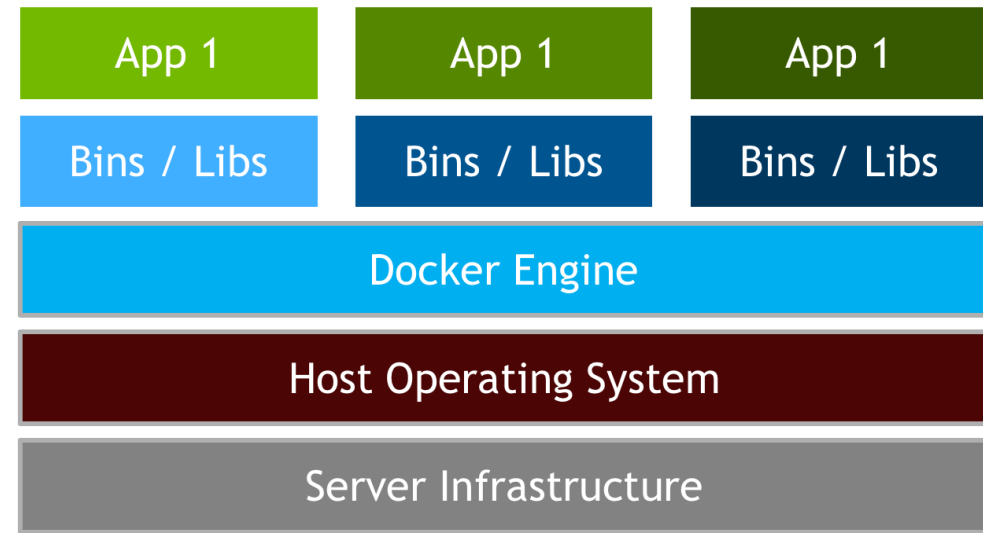 App 1 App 1 App 1
Bins / Libs Bins / Libs Bins / Libs
Docker Engine
Host Operating System
Server Infrastructure